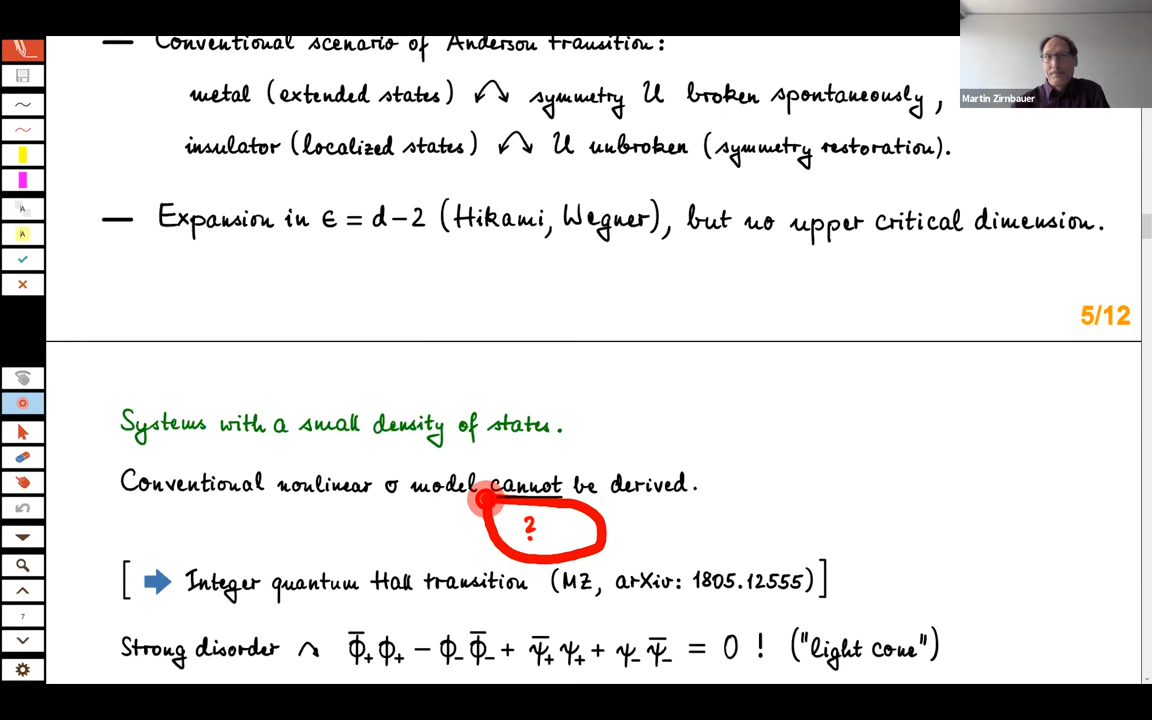 — Conventional scenario of Anderson transition:
metal (extended states) ↶↷ symmetry U broken spontaneously,
insulator (localized states) ↶↷ U unbroken (symmetry restoration).
— Expansion in ε = d−2 (Hikami, Wegner), but no upper critical dimension.
5/12
Systems with a small density of states.
Conventional nonlinear σ model cannot be derived.
?
[ ➡ Integer quantum Hall transition (MZ, arXiv: 1805.12555)]
Strong disorder ↷ ϕ̄₊ϕ₊ − ϕ₋ϕ̄₋ + ψ̄₊ψ₊ + ψ₋ψ̄₋ = 0 ! ("light cone")
Martin Zirnbauer
A
A
7